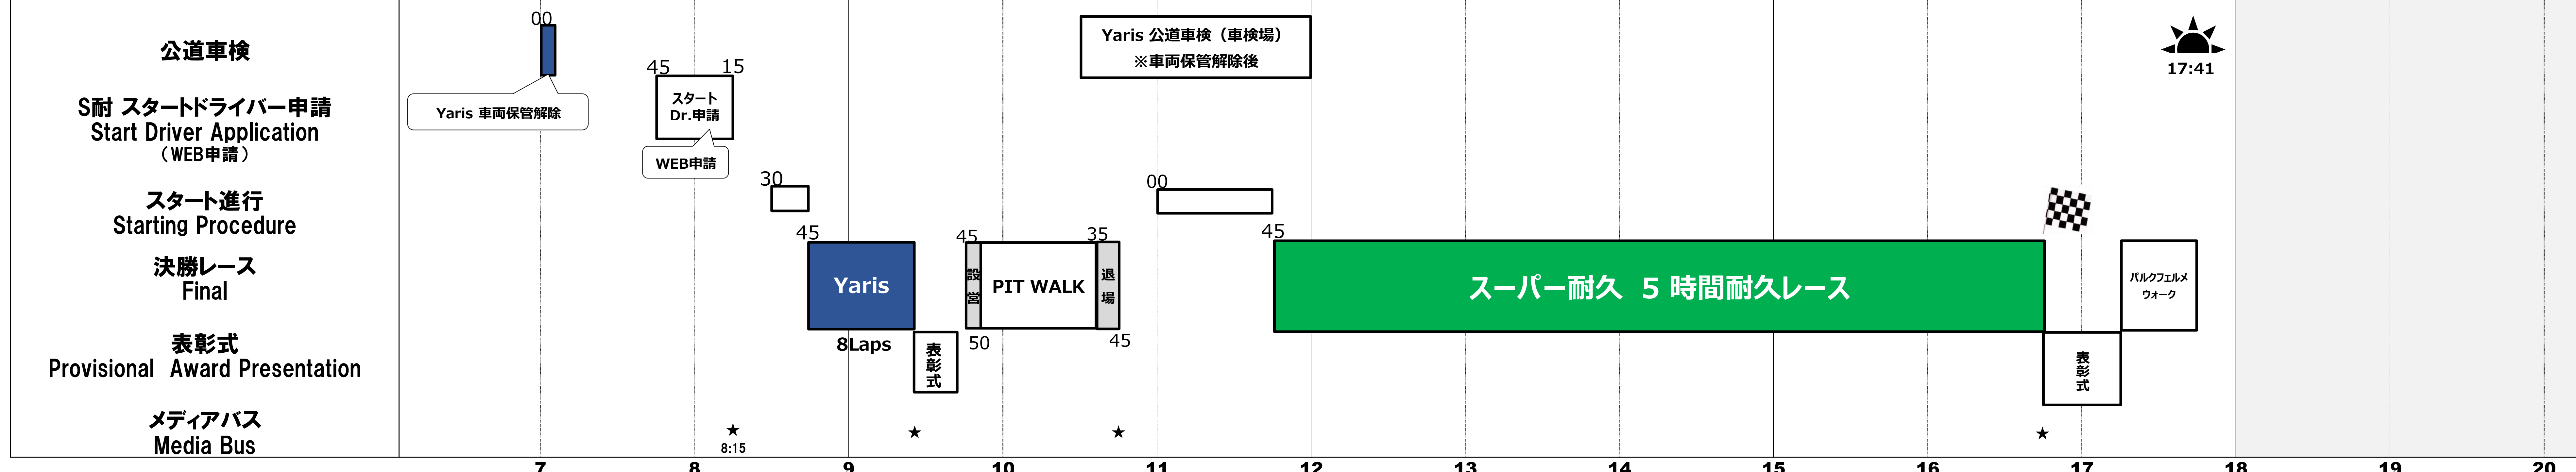 公道車検
S耐 スタートドライバー申請
Start Driver Application
（WEB申請）
スタート進行
Starting Procedure
決勝レース
Final
表彰式
Provisional Award Presentation
メディアバス
Media Bus
00
Yaris 車両保管解除
45 15
スタート
Dr.申請
WEB申請
Yaris 公道車検（車検場）
※車両保管解除後
17:41
30
00
45
Yaris
8Laps
45
設営
50
PIT WALK
35
退場
45
45
スーパー耐久 5 時間耐久レース
パルクフェルメ
ウォーク
表彰式
表彰式
★
8:15
★
★
★
7 8 9 10 11 12 13 14 15 16 17 18 19 20